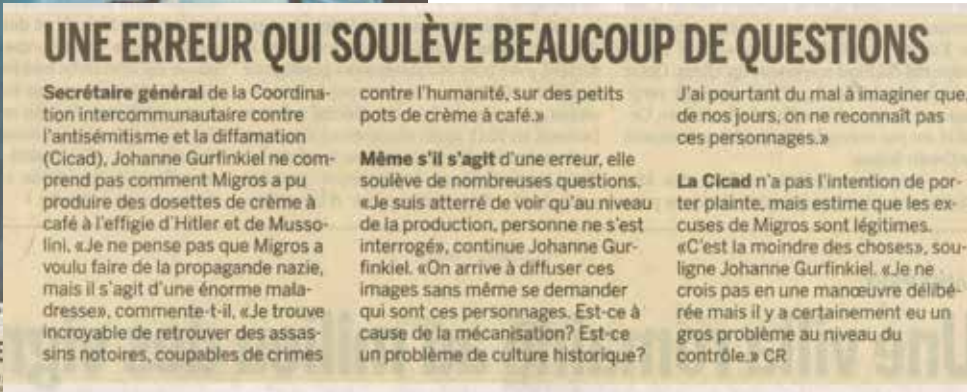 UNE ERREUR QUI SOULÈVE BEAUCOUP DE QUESTIONS
Secrétaire général de la Coordina-
tion intercommunautaire contre
l'antisémitisme et la diffamation
(Cicad), Johanne Gurfinkiel ne com-
prend pas comment Migros a pu
produire des dosettes de crème à
café à l'effigie d'Hitler et de Musso-
lini. «Je ne pense pas que Migros a
voulu faire de la propagande nazie,
mais il s'agit d'une énorme mala-
dresse», commente-t-il, «Je trouve
incroyable de retrouver des assas-
sins notoires, coupables de crimes
contre l'humanité, sur des petits
pots de crème à café.»
Même s'il s'agit d'une erreur, elle
soulève de nombreuses questions.
«Je suis atterré de voir qu'au niveau
de la production, personne ne s'est
interrogé», continue Johanne Gur-
finkiel. «On arrive à diffuser ces
images sans même se demander
qui sont ces personnages. Est-ce à
cause de la mécanisation? Est-ce
un problème de culture historique?
J'ai pourtant du mal à imaginer que,
de nos jours, on ne reconnaît pas
ces personnages.»
La Cicad n'a pas l'intention de por-
ter plainte, mais estime que les ex-
cuses de Migros sont légitimes.
«C'est la moindre des choses», sou-
ligne Johanne Gurfinkiel. «Je ne
crois pas en une manœuvre délibé-
rée mais il y a certainement eu un
gros problème au niveau du
contrôle.» CR